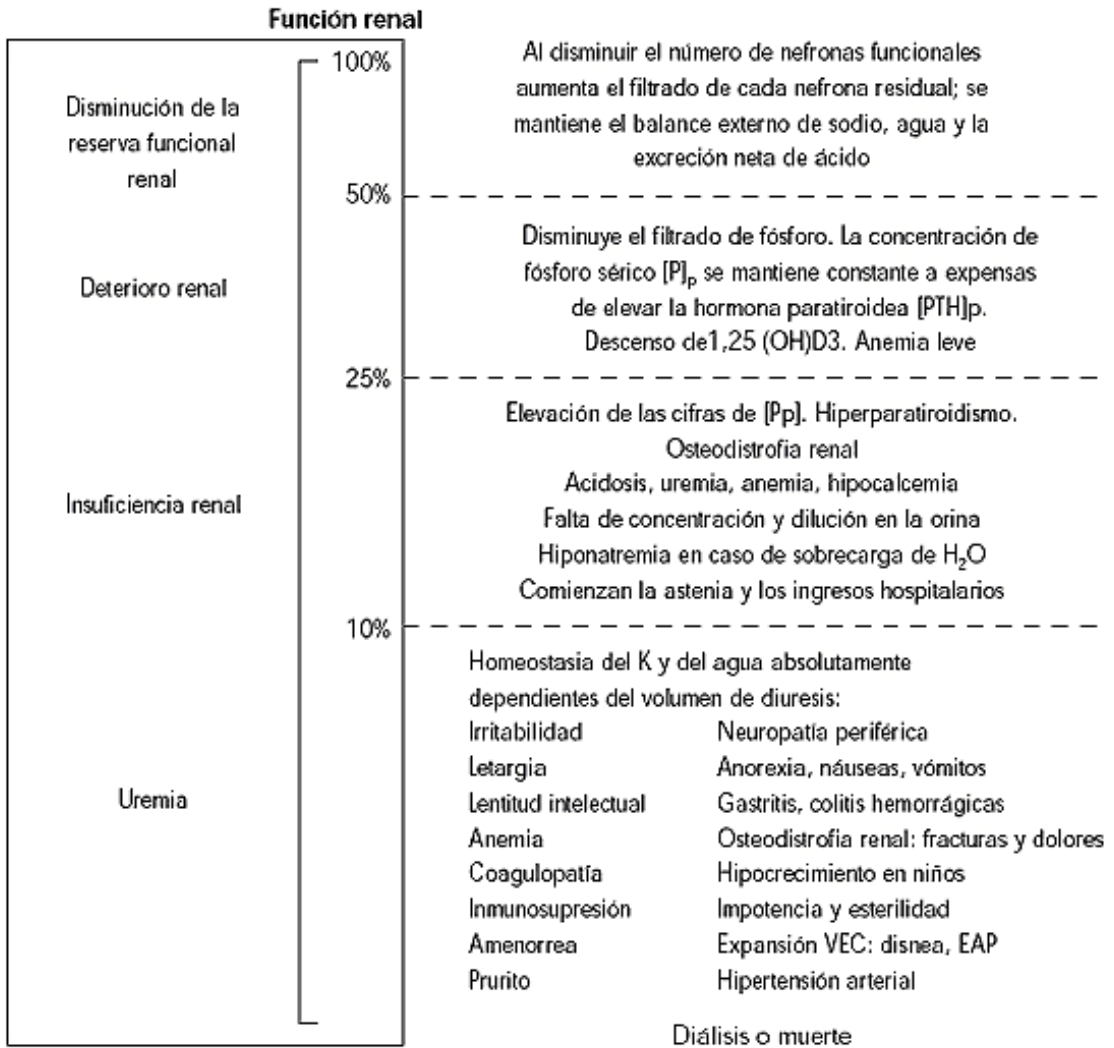 Función renal
100%
Disminución de la
reserva funcional
renal
Al disminuir el número de nefronas funcionales
aumenta el filtrado de cada nefrona residual; se
mantiene el balance externo de sodio, agua y la
excreción neta de ácido
50%
Deterioro renal
Disminuye el filtrado de fósforo. La concentración de
fósforo sérico [P]p se mantiene constante a expensas
de elevar la hormona paratiroidea [PTH]p.
Descenso de1,25 (OH)D3. Anemia leve
25%
Insuficiencia renal
Elevación de las cifras de [Pp]. Hiperparatiroidismo.
Osteodistrofia renal
Acidosis, uremia, anemia, hipocalcemia
Falta de concentración y dilución en la orina
Hiponatremia en caso de sobrecarga de H₂O
Comienzan la astenia y los ingresos hospitalarios
10%
Uremia
Homeostasia del K y del agua absolutamente
dependientes del volumen de diuresis:
Irritabilidad Neuropatía periférica
Letargia Anorexia, náuseas, vómitos
Lentitud intelectual Gastritis, colitis hemorrágicas
Anemia Osteodistrofia renal: fracturas y dolores
Coagulopatía Hipocrecimiento en niños
Inmunosupresión Impotencia y esterilidad
Amenorrea Expansión VEC: disnea, EAP
Prurito Hipertensión arterial
Diálisis o muerte